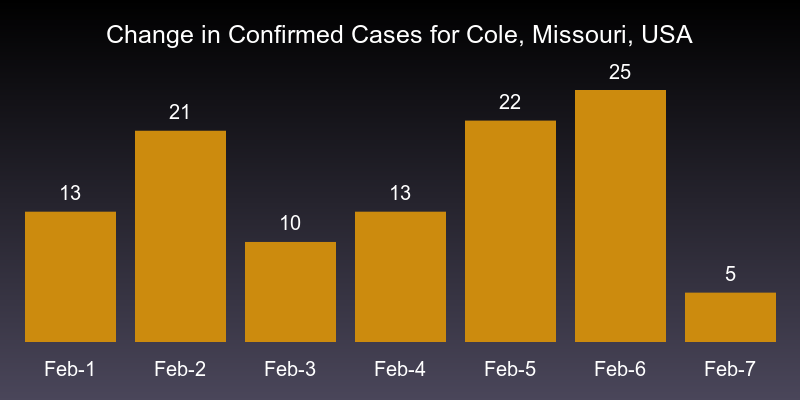 Change in Confirmed Cases for Cole, Missouri, USA
13
21
10
13
22
25
5
Feb-1
Feb-2
Feb-3
Feb-4
Feb-5
Feb-6
Feb-7